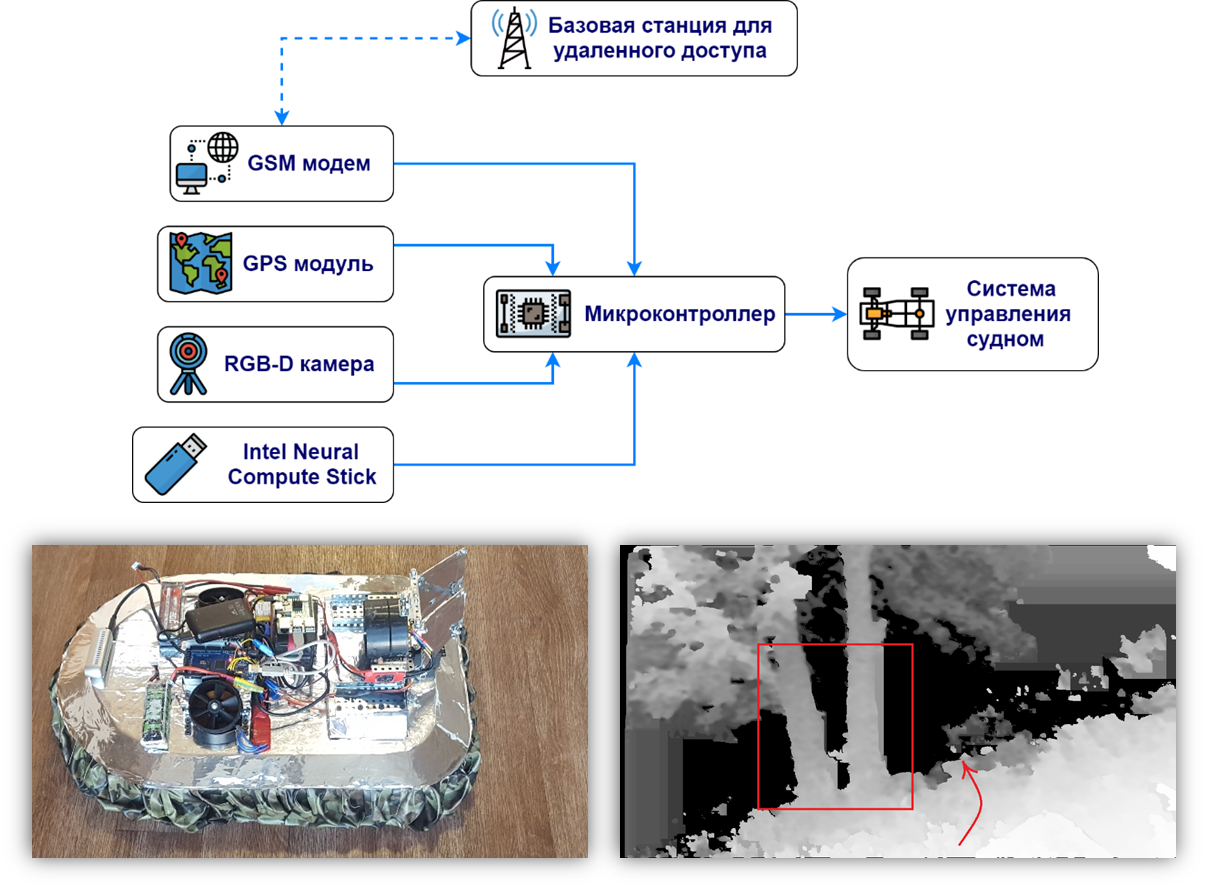 Базовая станция для
удаленного доступа
GSM модем
GPS модуль
RGB-D камера
Intel Neural
Compute Stick
Микроконтроллер
Система
управления
судном